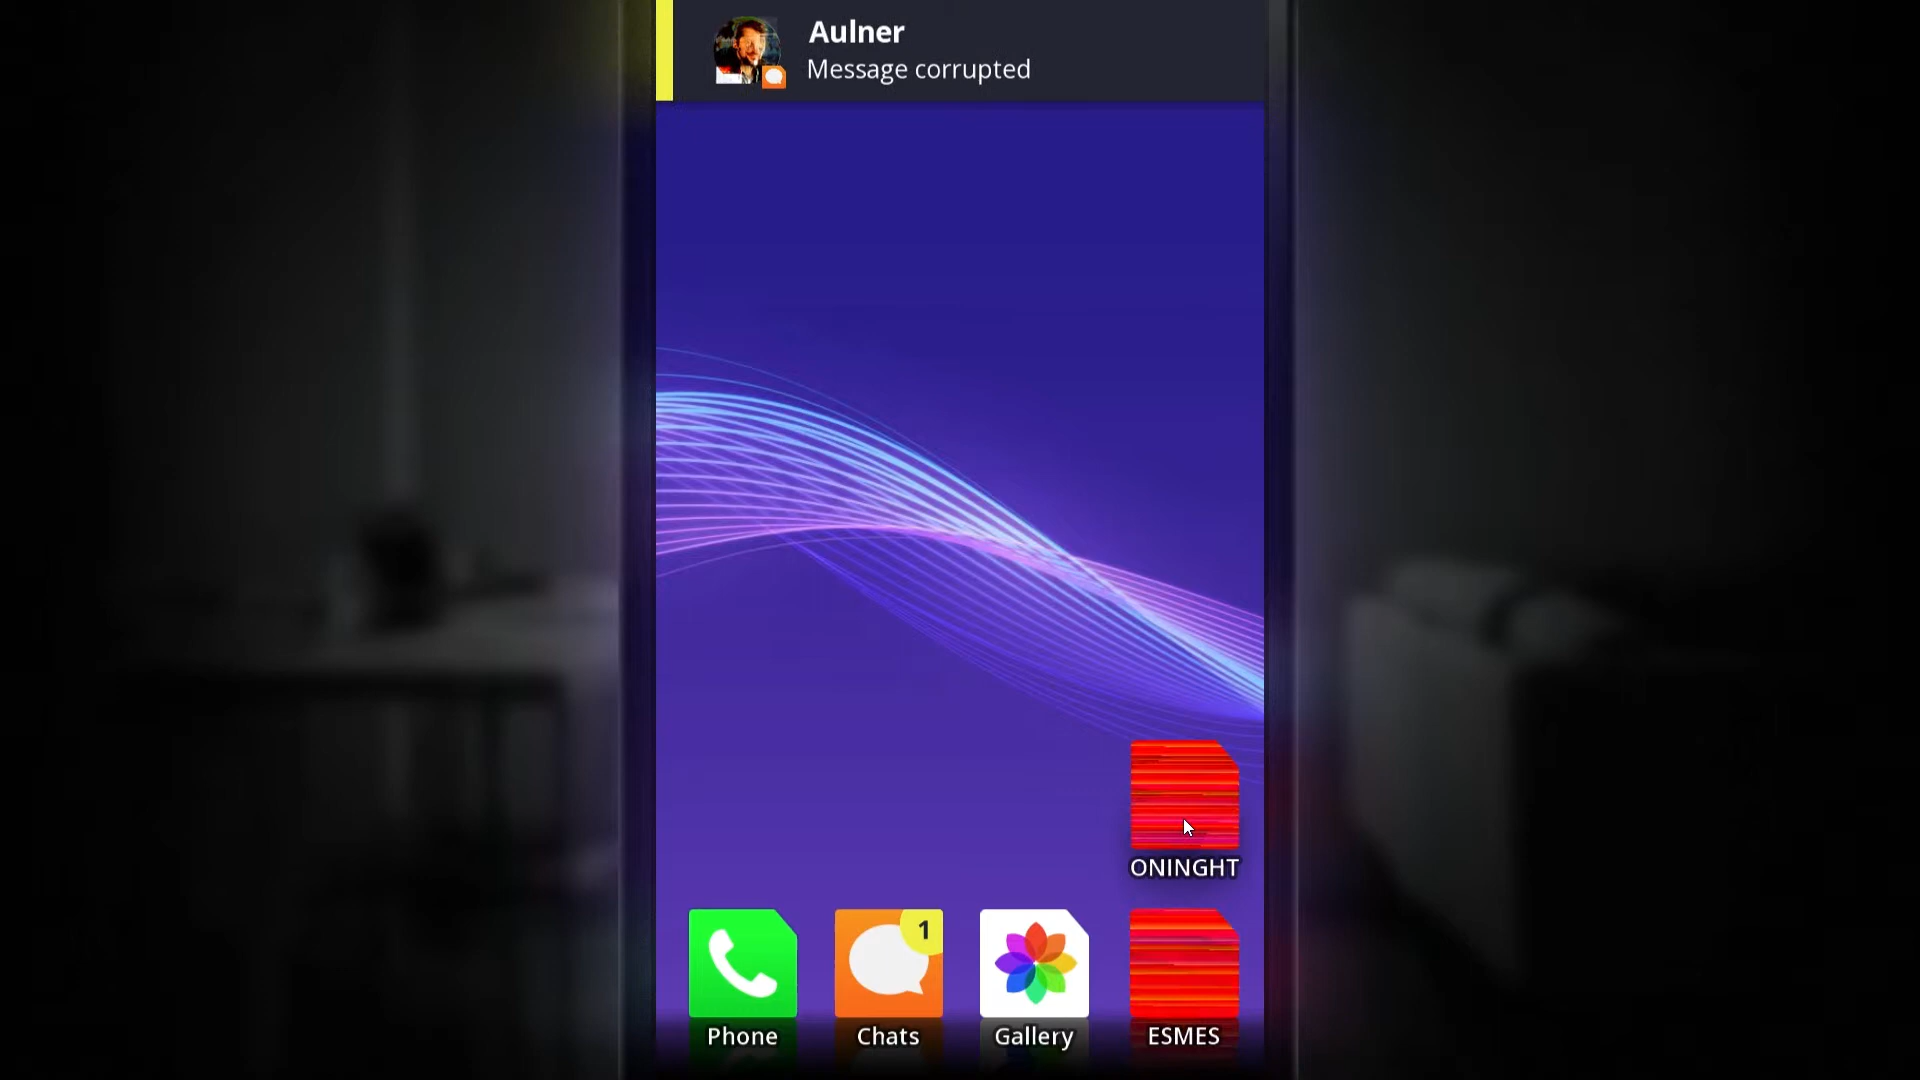 Aulner
Message corrupted
ONINGHT
1
Phone
Chats
Gallery
ESMES